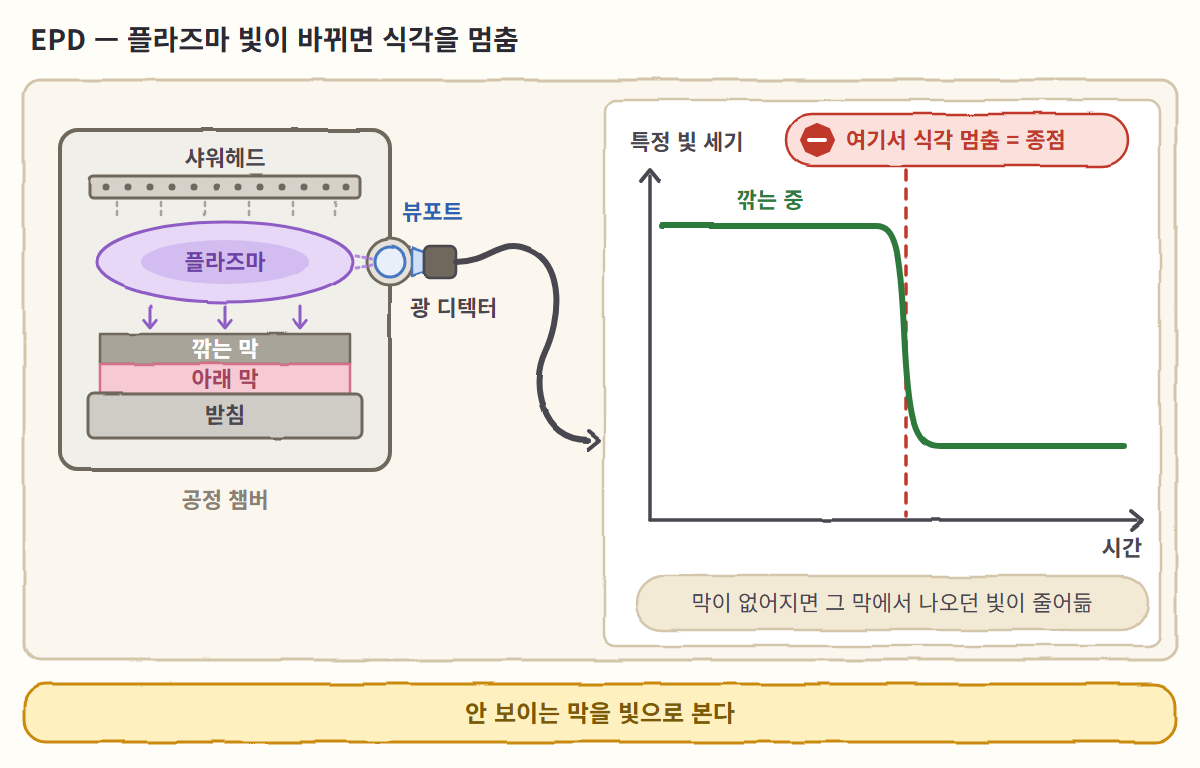 EPD — 플라즈마 빛이 바뀌면 식각을 멈춤
샤워헤드
플라즈마
뷰포트
광 디텍터
깎는 막
아래 막
받침
공정 챔버
특정 빛 세기
여기서 식각 멈춤 = 종점
깎는 중
시간
막이 없어지면 그 막에서 나오던 빛이 줄어듦
안 보이는 막을 빛으로 본다